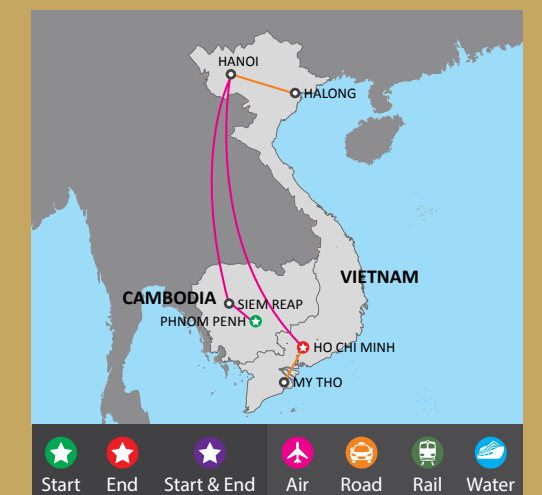 HANOI
HALONG
VIETNAM
CAMBODIA
SIEM REAP
PHNOM PENH
HO CHI MINH
MY THO
Start End Start & End Air Road Rail Water